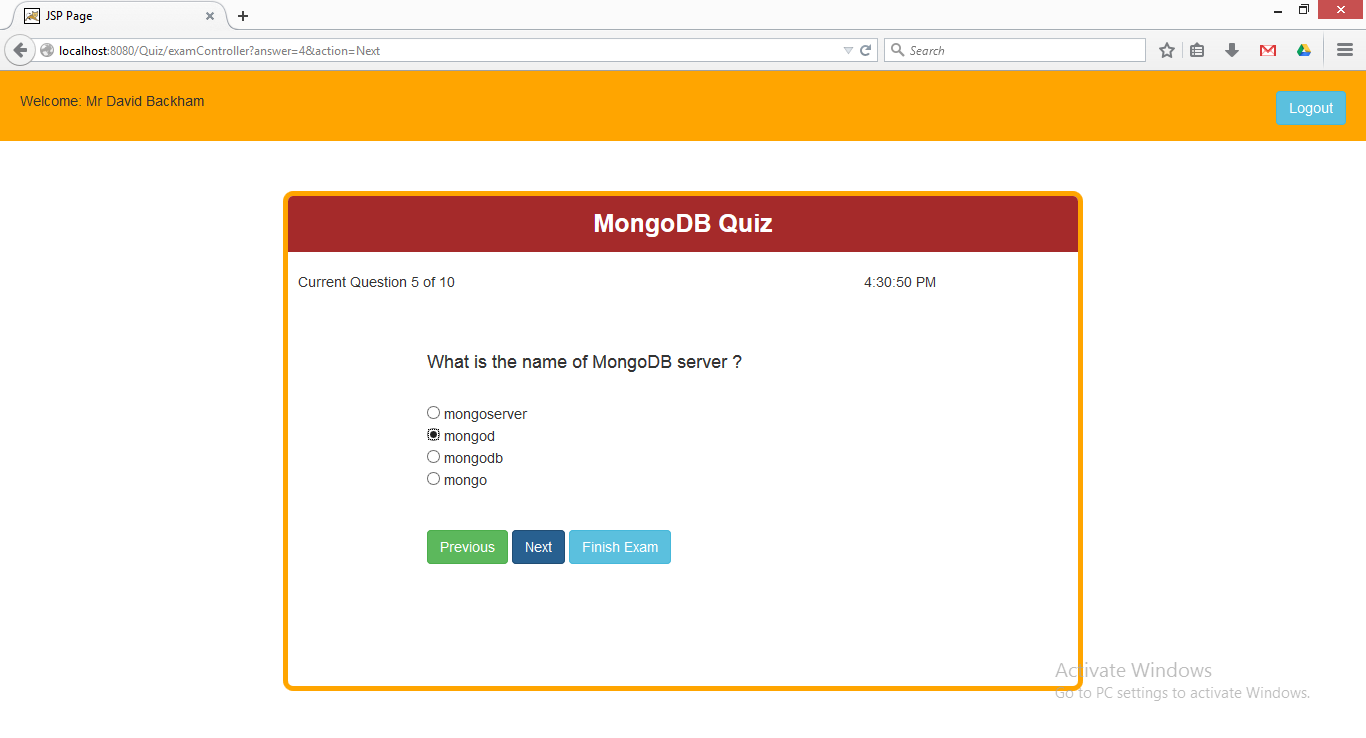 JSP Page
localhost:8080/Quiz/examController?answer=4&action=Next
Search
Welcome: Mr David Backham
Logout
MongoDB Quiz
Current Question 5 of 10
4:30:50 PM
What is the name of MongoDB server ?
mongoserver
mongod
mongodb
mongo
Previous Next Finish Exam
Activate Windows
Go to PC settings to activate Windows.